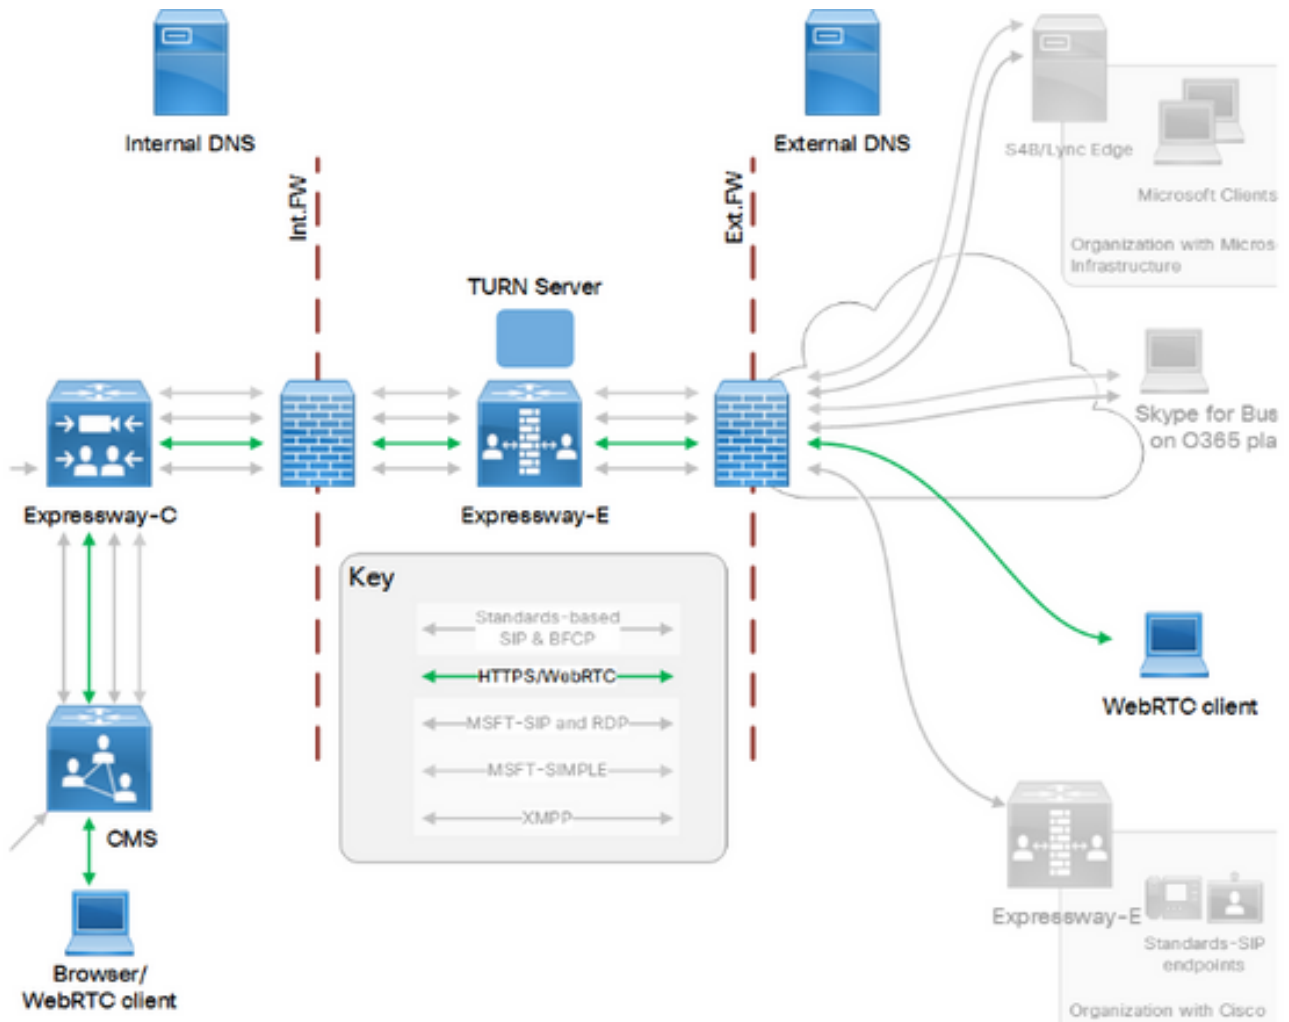 Internal DNS
External DNS
S4B/Lync Edge
Microsoft Clients
Organization with Micros
Infrastructure
Int.FW
Ext.FW
TURN Server
Skype for Bus
on O365 pla
Expressway-C
Expressway-E
Key
Standards-based
SIP & BFCP
HTTPS/WebRTC
MSFT-SIP and RDP
MSFT-SIMPLE
XMPP
WebRTC client
CMS
Expressway-E
Standards-SIP
endpoints
Browser/
WebRTC client
Organization with Cisco